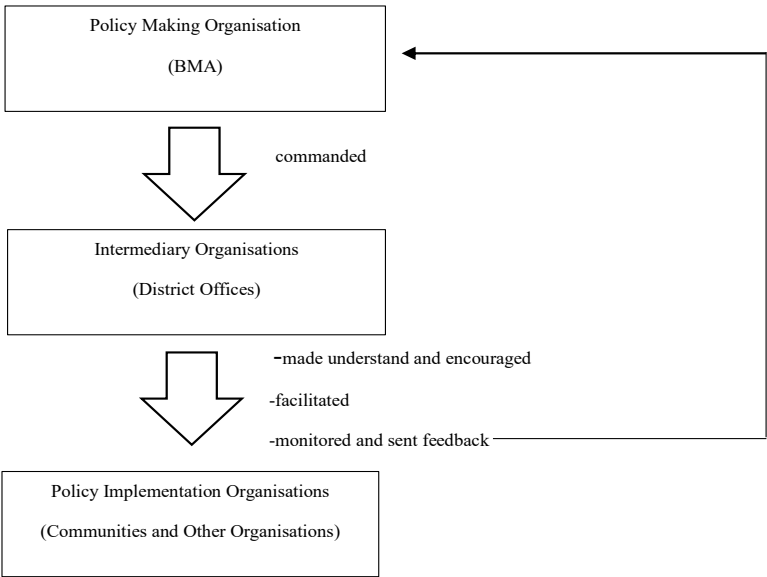 Policy Making Organisation
(BMA)
commanded
Intermediary Organisations
(District Offices)
-made understand and encouraged
-facilitated
-monitored and sent feedback
Policy Implementation Organisations
(Communities and Other Organisations)